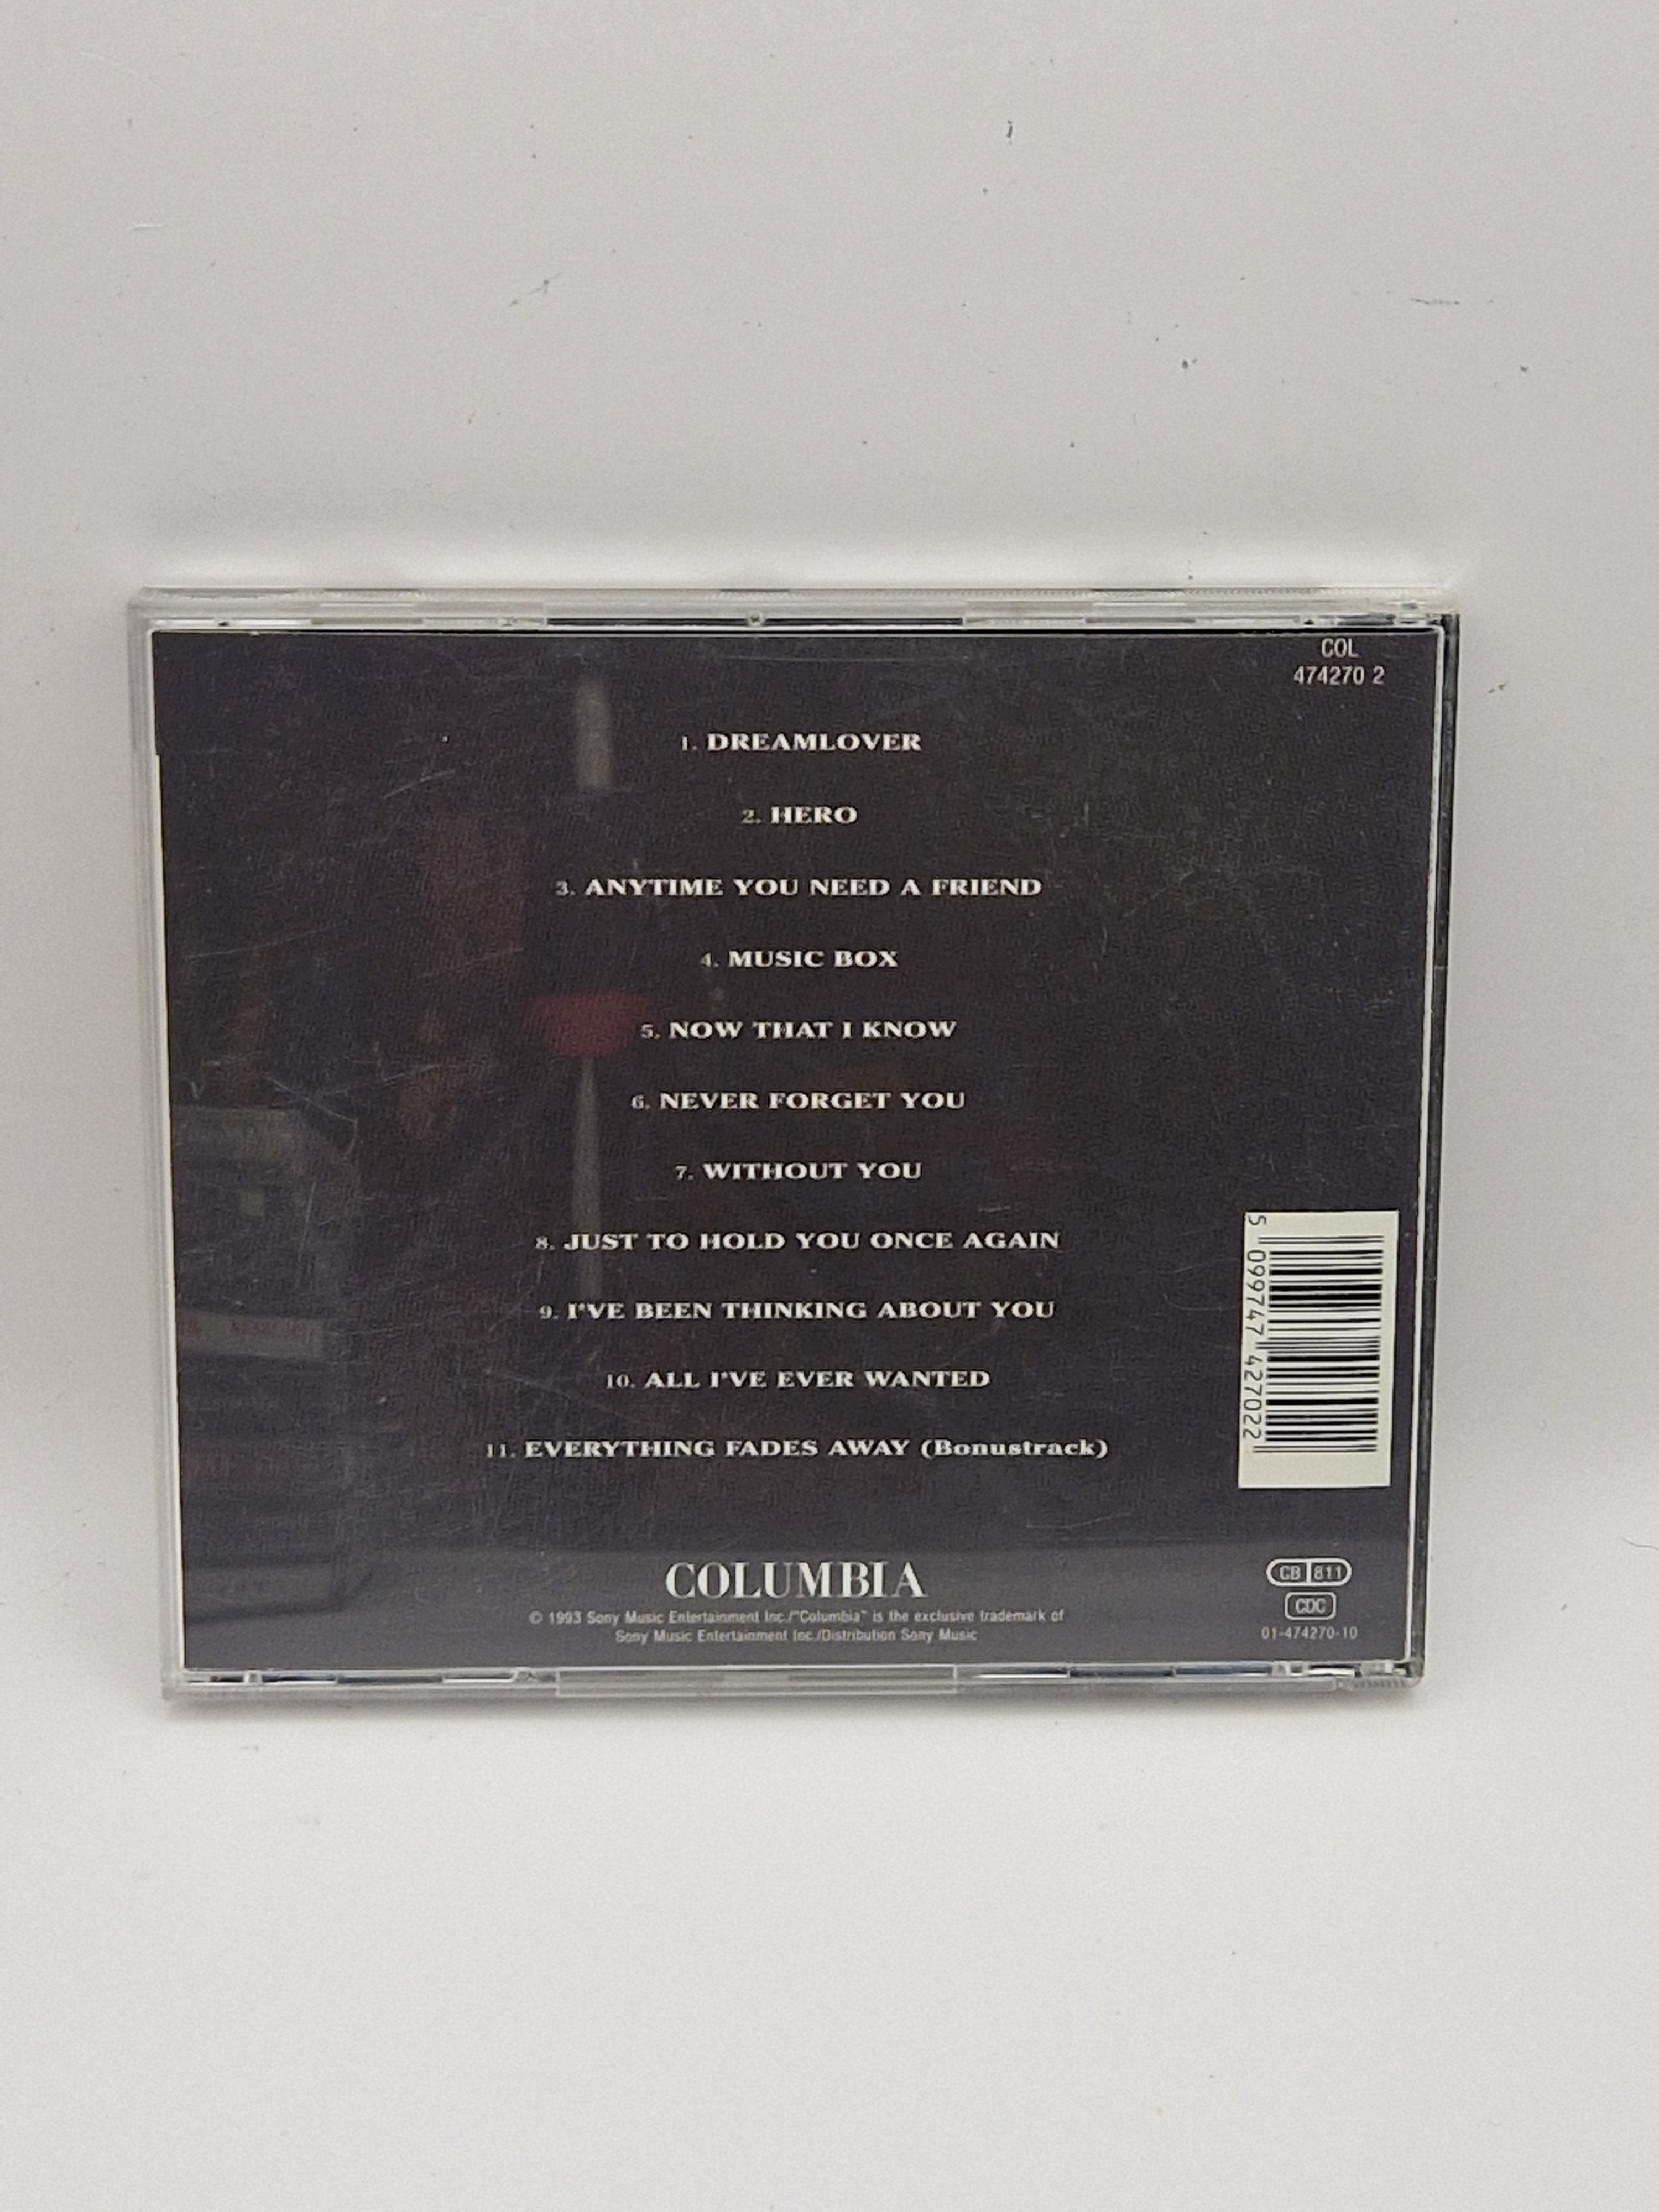 COL
474270 2
1. DREAMLOVER
2. HERO
3. ANYTIME YOU NEED A FRIEND
4. MUSIC BOX
5. NOW THAT I KNOW
6. NEVER FORGET YOU
7. WITHOUT YOU
8. JUST TO HOLD YOU ONCE AGAIN
9. I'VE BEEN THINKING ABOUT YOU
10. ALL I'VE EVER WANTED
11. EVERYTHING FADES AWAY (Bonustrack)
5 099747 427022
COLUMBIA
© 1993 Sony Music Entertainment Inc./"Columbia" is the exclusive trademark of
Sony Music Entertainment Inc./Distribution Sony Music
CB 811
CDC
01-474270-10